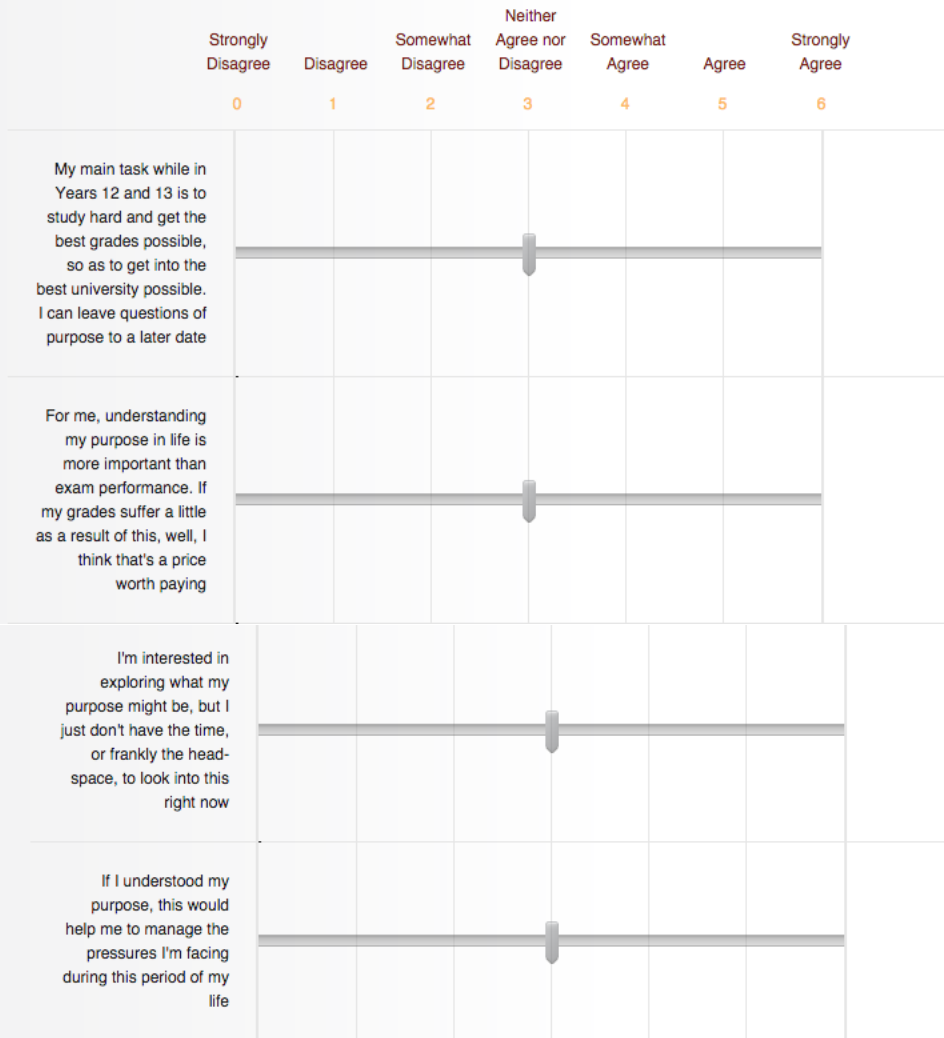 Strongly Disagree
Disagree
Somewhat Disagree
Neither Agree nor Disagree
Somewhat Agree
Agree
Strongly Agree
0 1 2 3 4 5 6
My main task while in
Years 12 and 13 is to
study hard and get the
best grades possible,
so as to get into the
best university possible.
I can leave questions of
purpose to a later date
For me, understanding
my purpose in life is
more important than
exam performance. If
my grades suffer a little
as a result of this, well, I
think that's a price
worth paying
I'm interested in
exploring what my
purpose might be, but I
just don't have the time,
or frankly the head-
space, to look into this
right now
If I understood my
purpose, this would
help me to manage the
pressures I'm facing
during this period of my
life